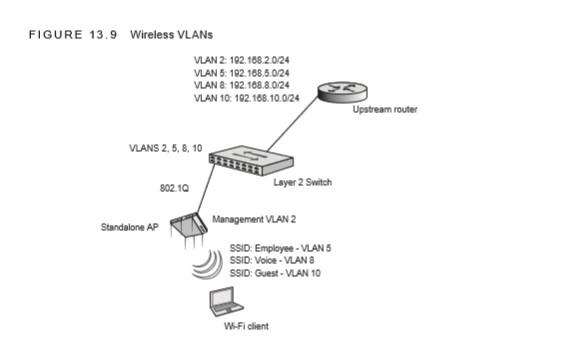 FIGURE 13.9 Wireless VLANs
VLAN 2: 192.168.2.0/24
VLAN 5: 192.168.5.0/24
VLAN 8: 192.168.8.0/24
VLAN 10: 192.168.10.0/24
Upstream router
VLANS 2, 5, 8, 10
Layer 2 Switch
802.1Q
Management VLAN 2
Standalone AP
SSID: Employee - VLAN 5
SSID: Voice - VLAN 8
SSID: Guest - VLAN 10
Wi-Fi client